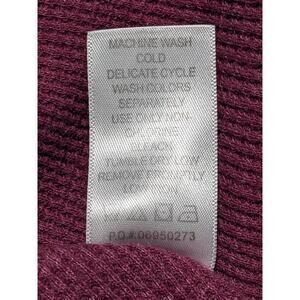 MACHINE WASH
COLD
DELICATE CYCLE
WASH COLORS
SEPARATELY
USE ONLY NON-
CHLORINE
BLEACH
TUMBLE DRY LOW
REMOVE PROMPTLY
LOW IRON
P.O.#:06950273